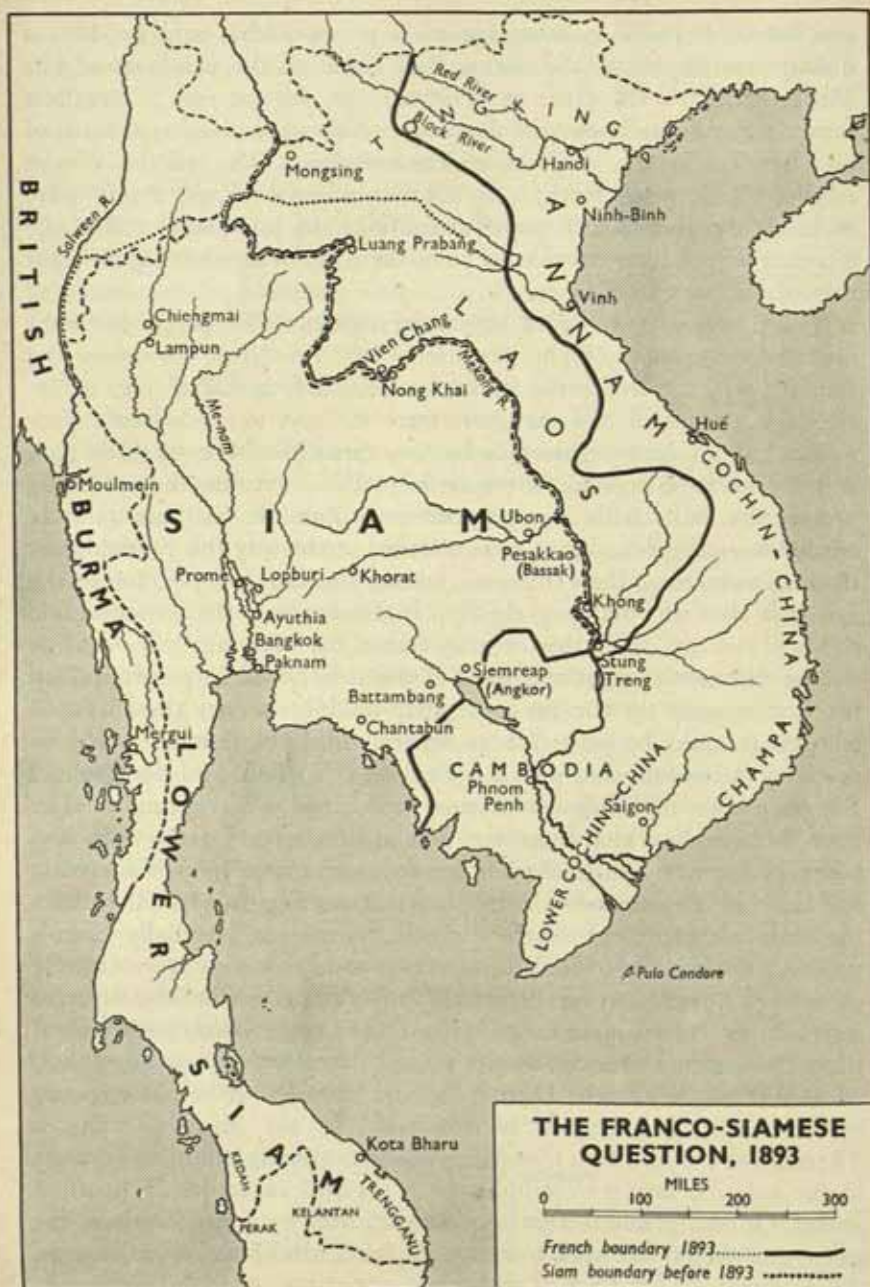 TONGKING
Red River
Black River
Hanoi
Mongsing
Ninh-Binh
BRITISH
Salween R.
ANNAM
Luang Prabang
Vinh
Chiengmai
Lampun
LAOS
Vien Chang
Mekong R.
Nong Khai
Me-nam
Hué
COCHIN-CHINA
Moulmein
BURMA
SIAM
Ubon
Pesakkao
(Bassak)
Prome
Lopburi
Khorat
Khong
Ayuthia
Bangkok
Paknam
Siemreap
(Angkor)
Stung
Treng
Battambang
Chantabun
Mergui
LOWER
CAMBODIA
Phnom
Penh
Saigon
CHAMPA
LOWER COCHIN-CHINA
Pulo Condore
SIAM
Kota Bharu
KEDAH
PERAK
KELANTAN
TRENGGANU
THE FRANCO-SIAMESE
QUESTION, 1893
MILES
0 100 200 300
French boundary 1893
Siam boundary before 1893